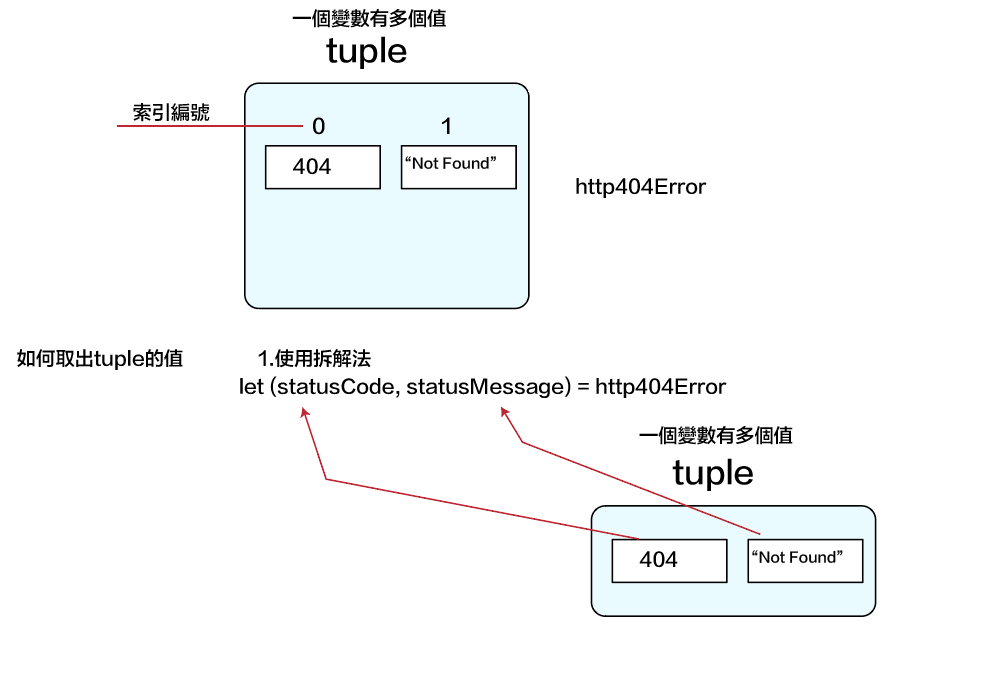 一個變數有多個值
tuple
索引編號
0 1
404 “Not Found”
http404Error
如何取出tuple的值 1.使用拆解法
let (statusCode, statusMessage) = http404Error
一個變數有多個值
tuple
404 “Not Found”